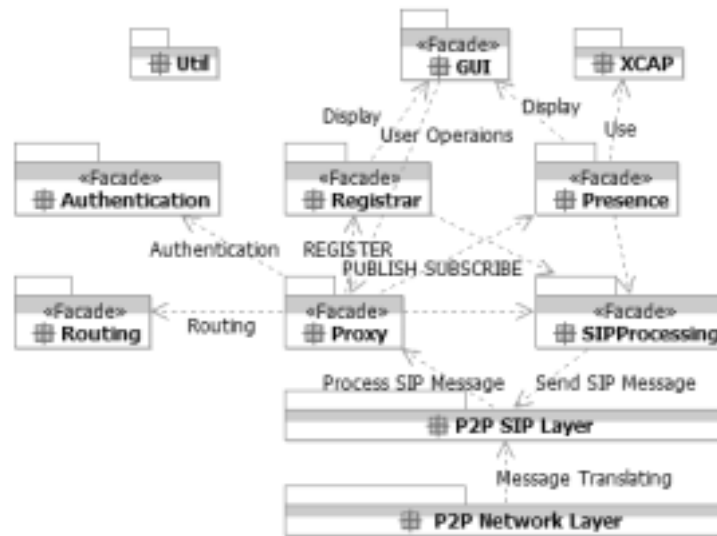 «Facade»
Util
GUI
XCAP
Display
Display
User Operaions
Use
«Facade»
«Facade»
«Facade»
Authentication
Registrar
Presence
Authentication
REGISTER
PUBLISH SUBSCRIBE
«Facade»
«Facade»
«Facade»
Routing
Routing
Proxy
SIPProcessing
Process SIP Message
Send SIP Message
P2P SIP Layer
Message Translating
P2P Network Layer